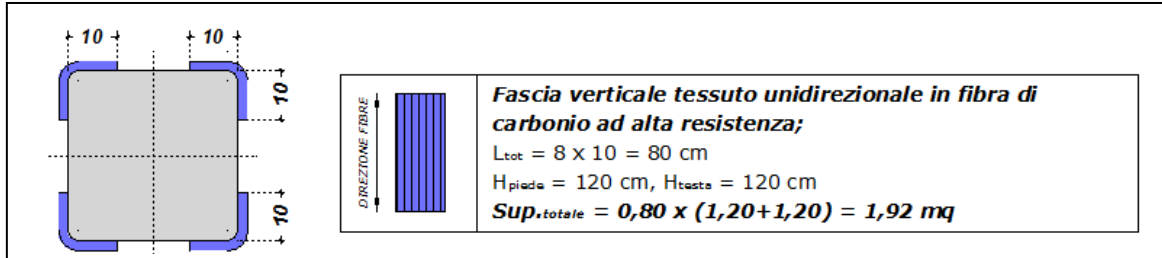 10
10
10
10
10
DIREZIONE FIBRE
Fascia verticale tessuto unidirezionale in fibra di
carbonio ad alta resistenza;
Ltot = 8 x 10 = 80 cm
Hpiede = 120 cm, Htesta = 120 cm
Sup.totale = 0,80 x (1,20+1,20) = 1,92 mq